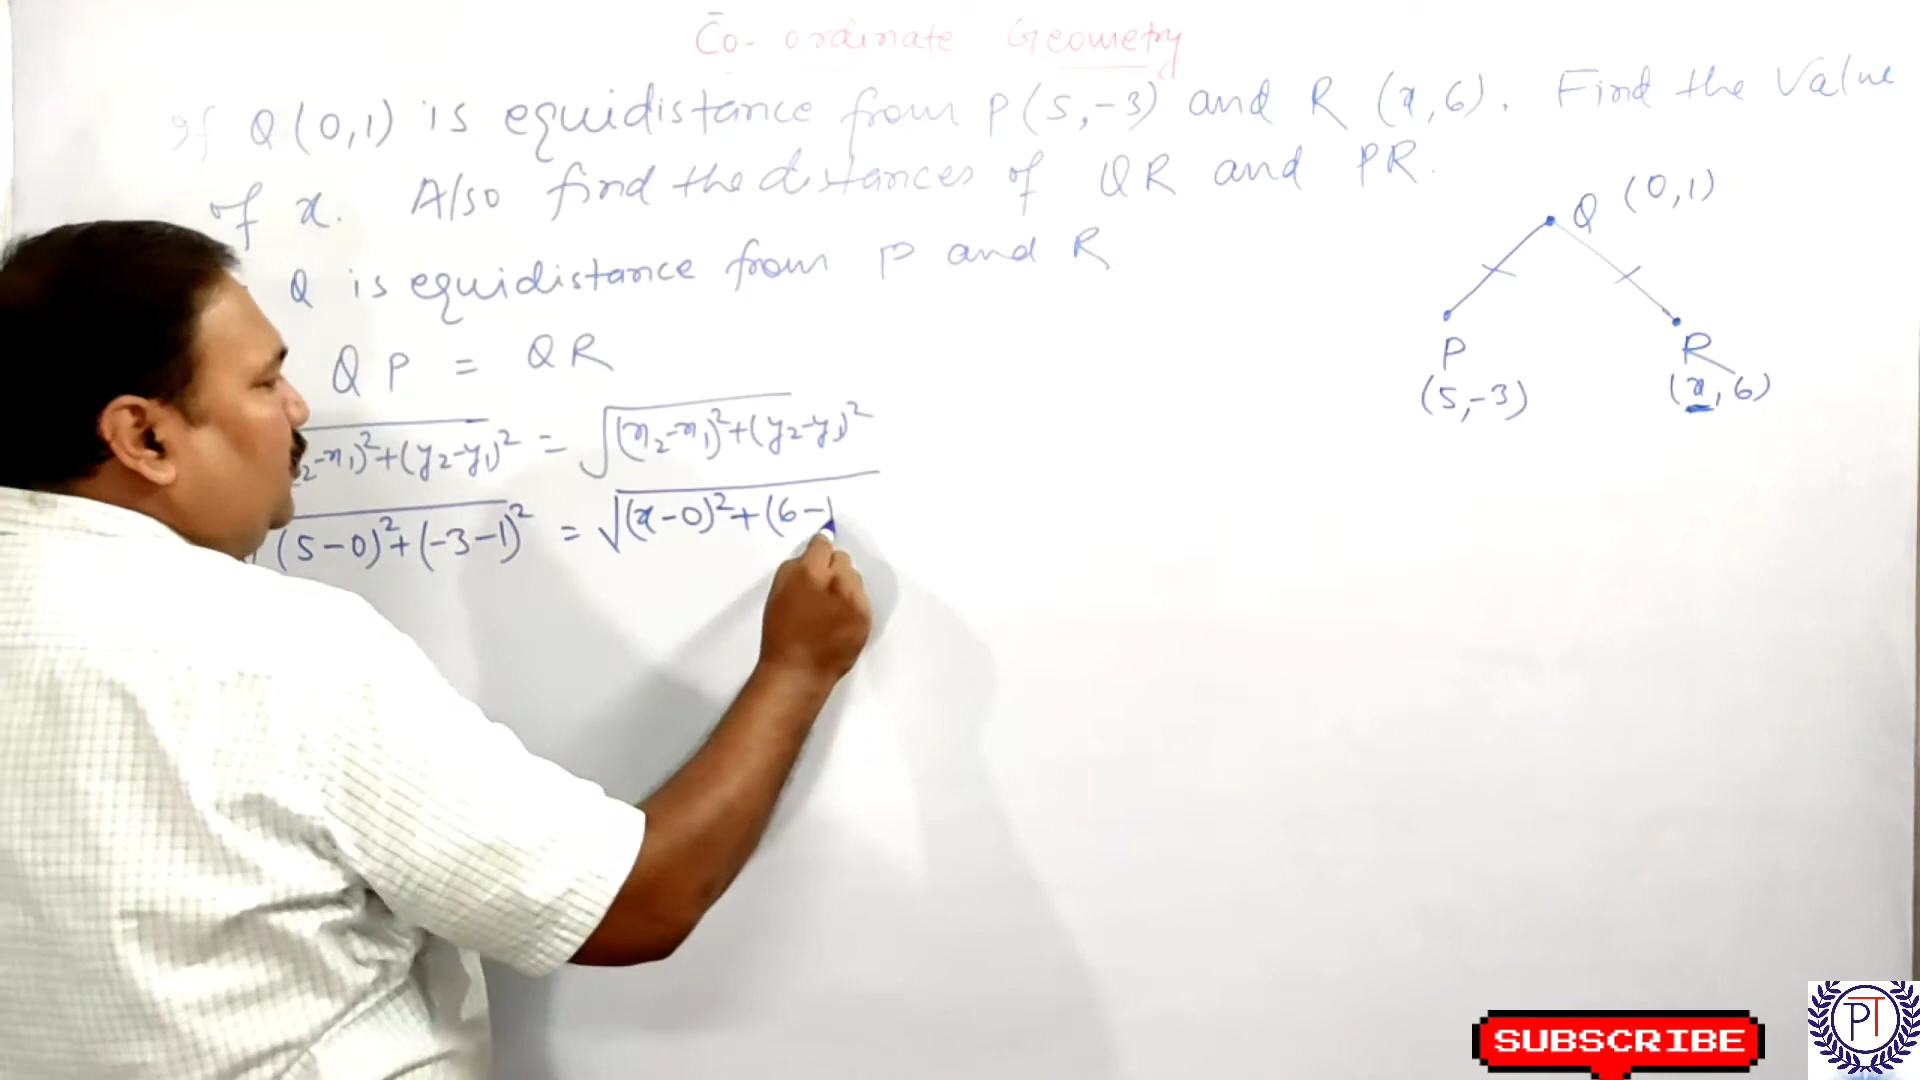 Co-ordinate Geometry
If Q(0,1) is equidistance from P(5,-3) and R (x,6). Find the Value
of x. Also find the distances of QR and PR.
Q (0,1)
Q is equidistance from P and R
QP = QR
P
R
(5,-3)
(x,6)
₂-x₁)²+(y₂-y₁)² = √(x₂-x₁)²+(y₂-y₁)²
(5-0)²+(-3-1)² = √(x-0)²+(6-1
SUBSCRIBE
PT